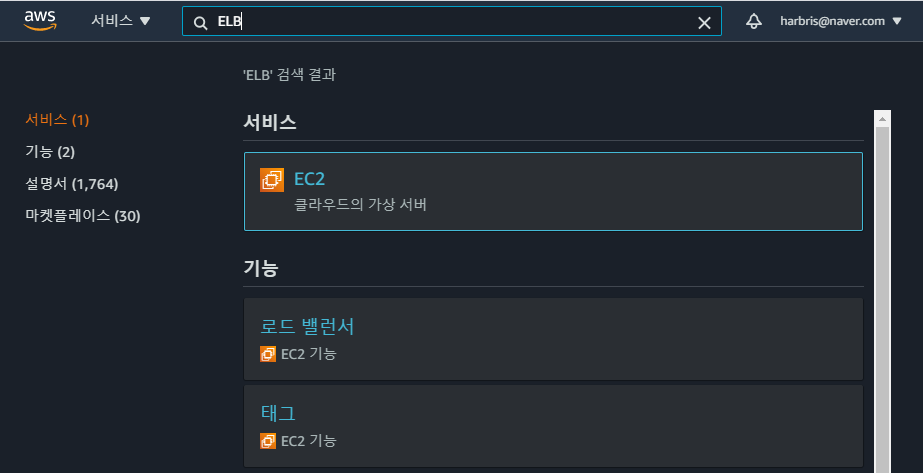 aws
서비스 ▼
ELB
harbris@naver.com ▼
'ELB' 검색 결과
서비스 (1)
기능 (2)
설명서 (1,764)
마켓플레이스 (30)
서비스
EC2
클라우드의 가상 서버
기능
로드 밸런서
EC2 기능
태그
EC2 기능